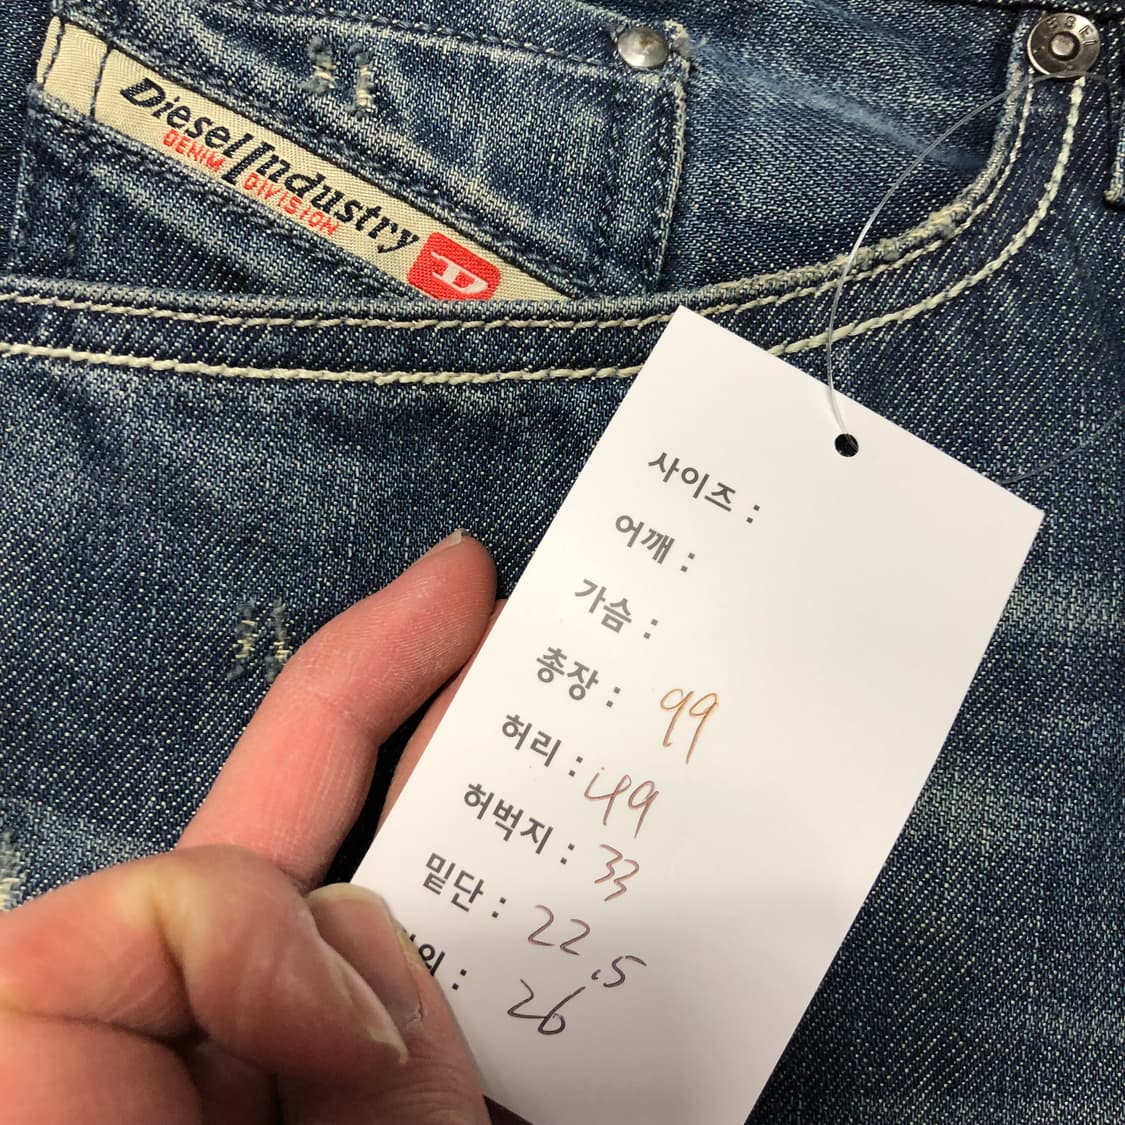 Diesel Industry
DENIM DIVISION
D
사이즈 :
어깨 :
가슴 :
총장 : 99
허리 : 49
허벅지 : 33
밑단 : 22.5
위 : 26